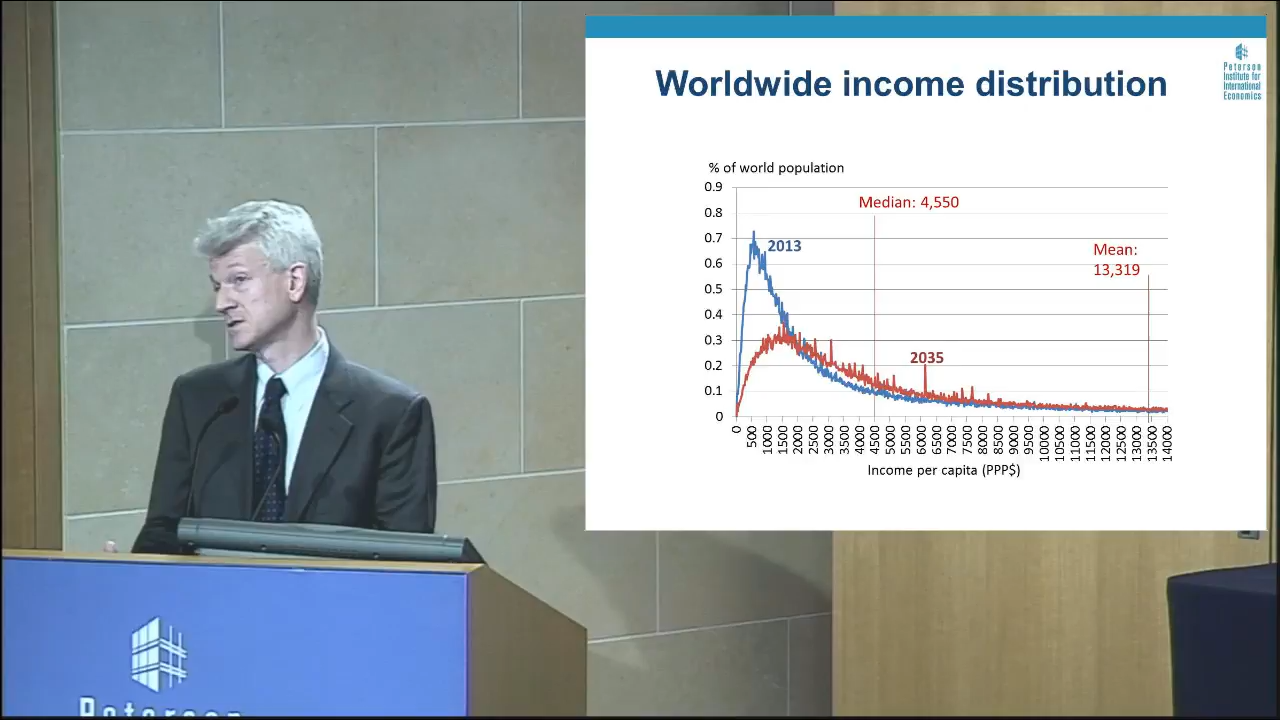 Worldwide income distribution
Peterson
Institute for
International
Economics
% of world population
0.9
0.8
0.7
0.6
0.5
0.4
0.3
0.2
0.1
0
Median: 4,550
Mean:
13,319
2013
2035
0 500 1000 1500 2000 2500 3000 3500 4000 4500 5000 5500 6000 6500 7000 7500 8000 8500 9000 9500 10000 10500 11000 11500 12000 12500 13000 13500 14000
Income per capita (PPP$)
Peterson